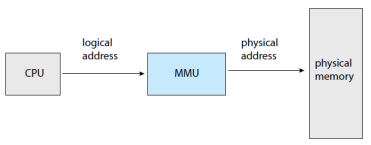 CPU
logical
address
MMU
physical
address
physical
memory